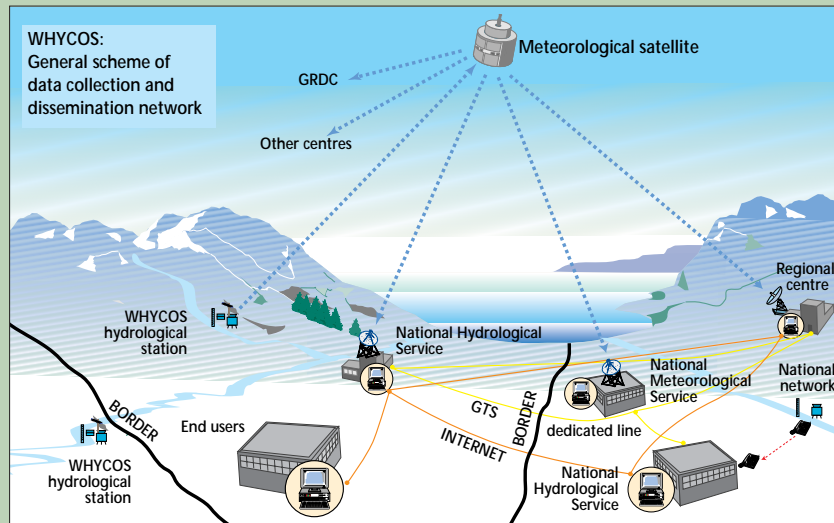 WHYCOS:
General scheme of
data collection and
dissemination network
Meteorological satellite
GRDC
Other centres
Regional
centre
WHYCOS
hydrological
station
National Hydrological
Service
National
Meteorological
Service
National
network
BORDER
End users
GTS
BORDER
dedicated line
INTERNET
WHYCOS
hydrological
station
National
Hydrological
Service